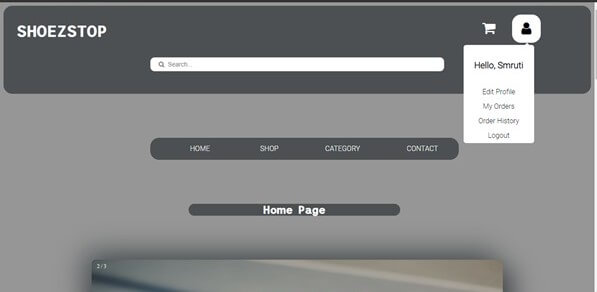 SHOEZSTOP
Search...
Hello, Smruti
Edit Profile
My Orders
Order History
Logout
HOME SHOP CATEGORY CONTACT
Home Page
2 / 3